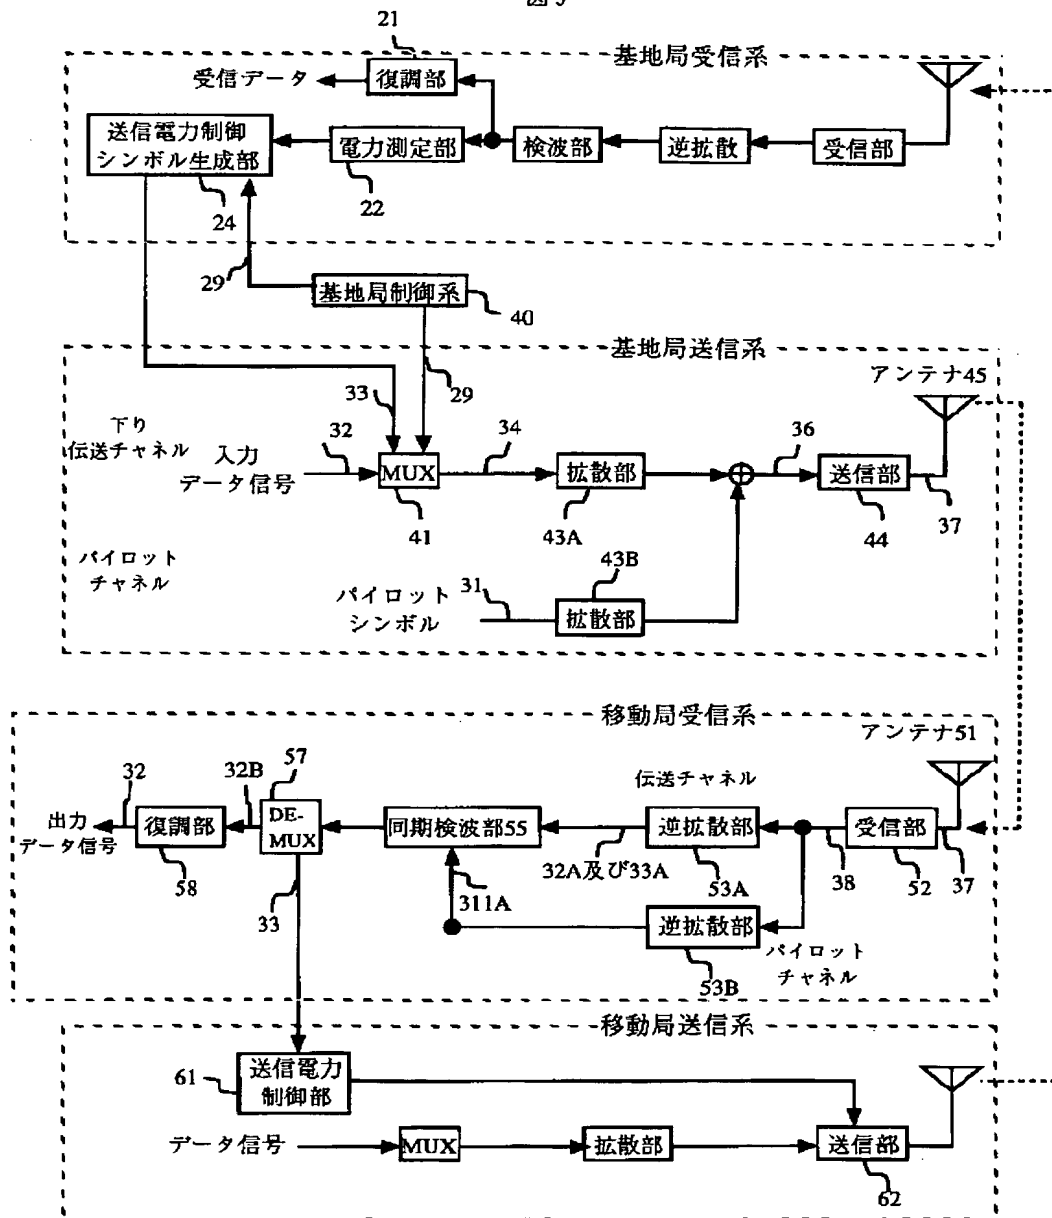 21
基地局受信系
受信データ
復調部
送信電力制御
シンボル生成部
電力測定部
検波部
逆拡散
受信部
24
22
29
基地局制御系
40
基地局送信系
33
29
アンテナ45
下り
伝送チャネル
入力
データ信号
32
MUX
34
拡散部
36
送信部
41
43A
44
37
パイロット
チャネル
43B
パイロット
シンボル
31
拡散部
移動局受信系
アンテナ51
57
32
32B
伝送チャネル
出力
データ信号
復調部
DE-
MUX
同期検波部55
逆拡散部
受信部
58
33
32A及び33A
53A
38
52
37
311A
逆拡散部
53B
パイロット
チャネル
移動局送信系
61
送信電力
制御部
データ信号
MUX
拡散部
送信部
62